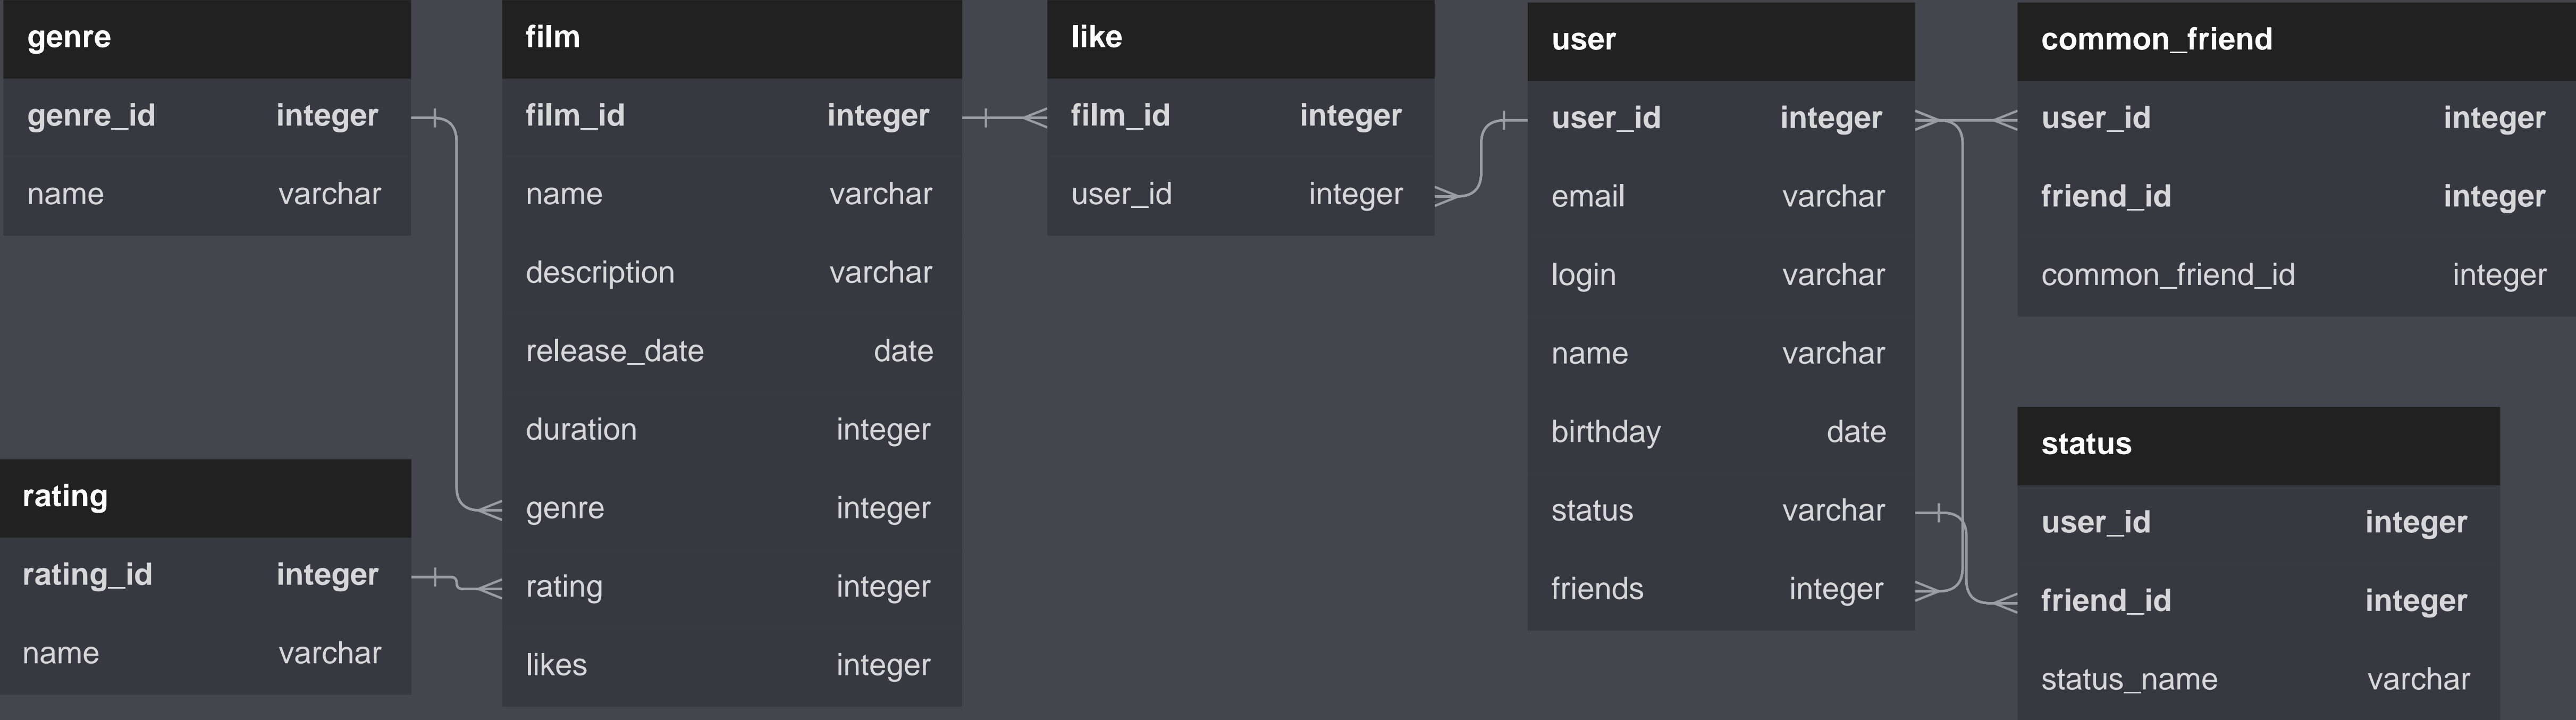 genre
genre_id integer
name varchar
rating
rating_id integer
name varchar
film
film_id integer
name varchar
description varchar
release_date date
duration integer
genre integer
rating integer
likes integer
like
film_id integer
user_id integer
user
user_id integer
email varchar
login varchar
name varchar
birthday date
status varchar
friends integer
common_friend
user_id integer
friend_id integer
common_friend_id integer
status
user_id integer
friend_id integer
status_name varchar